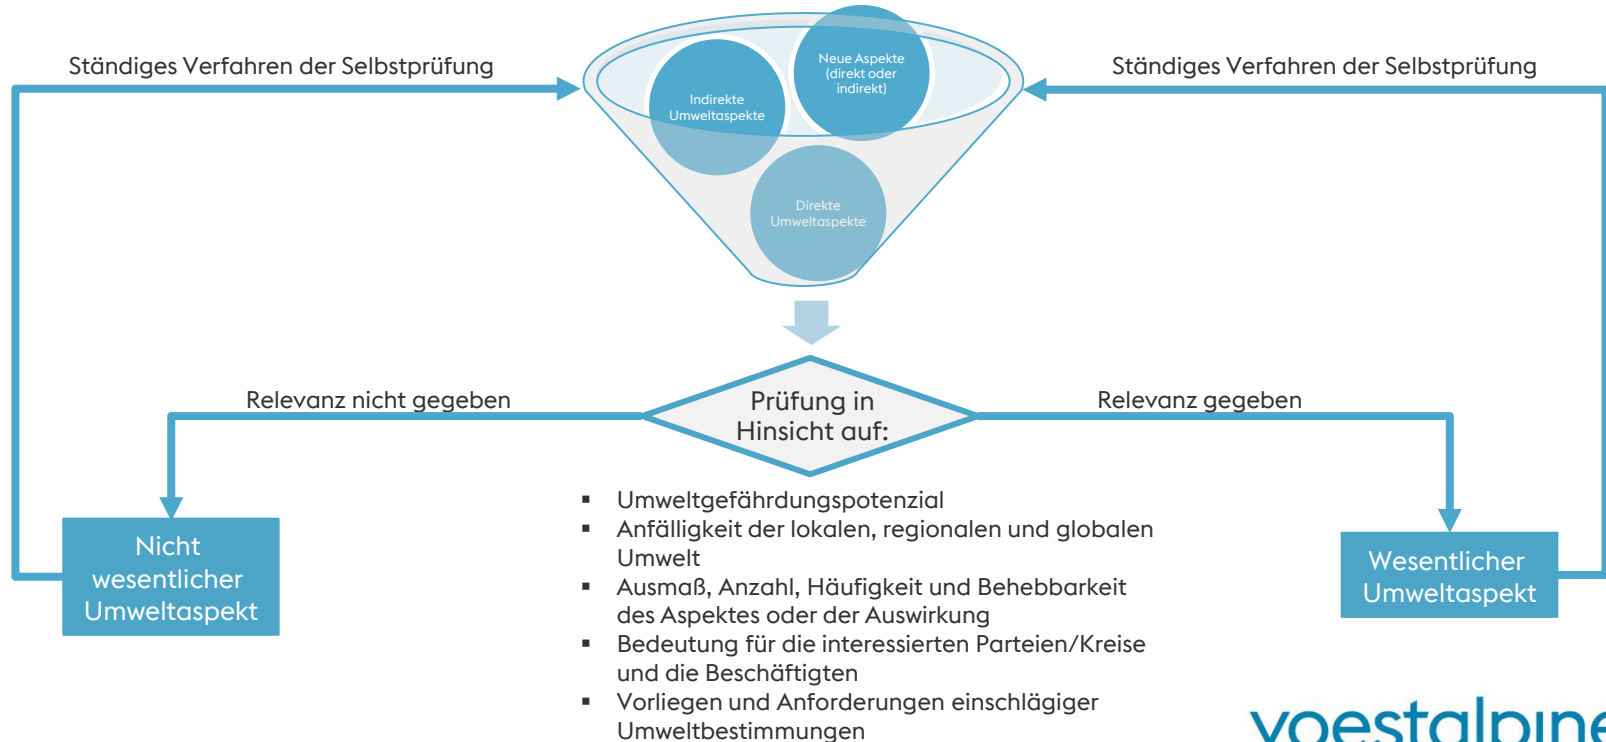 Ständiges Verfahren der Selbstprüfung
Neue Aspekte
(direkt oder
indirekt)
Ständiges Verfahren der Selbstprüfung
Indirekte
Umweltaspekte
Direkte
Umweltaspekte
Relevanz nicht gegeben
Prüfung in
Hinsicht auf:
Relevanz gegeben
Nicht
wesentlicher
Umweltaspekt
▪ Umweltgefährdungspotenzial
▪ Anfälligkeit der lokalen, regionalen und globalen
Umwelt
▪ Ausmaß, Anzahl, Häufigkeit und Behebbarkeit
des Aspektes oder der Auswirkung
▪ Bedeutung für die interessierten Parteien/Kreise
und die Beschäftigten
▪ Vorliegen und Anforderungen einschlägiger
Umweltbestimmungen
Wesentlicher
Umweltaspekt
voestalpine